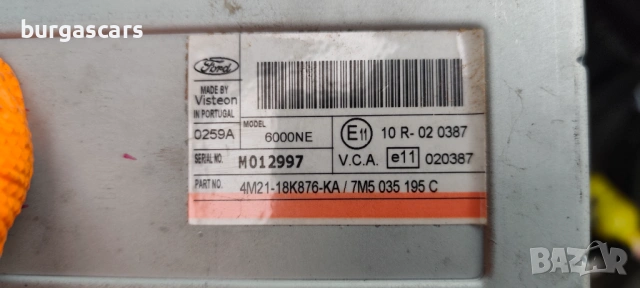 burgascars
Ford
MADE BY
Visteon
IN PORTUGAL
0259A
MODEL
6000NE
E11
10 R- 02 0387
SERIAL NO.
M012997
V.C.A.
e11
020387
PART NO.
4M21-18K876-KA / 7M5 035 195 C
BAZAR